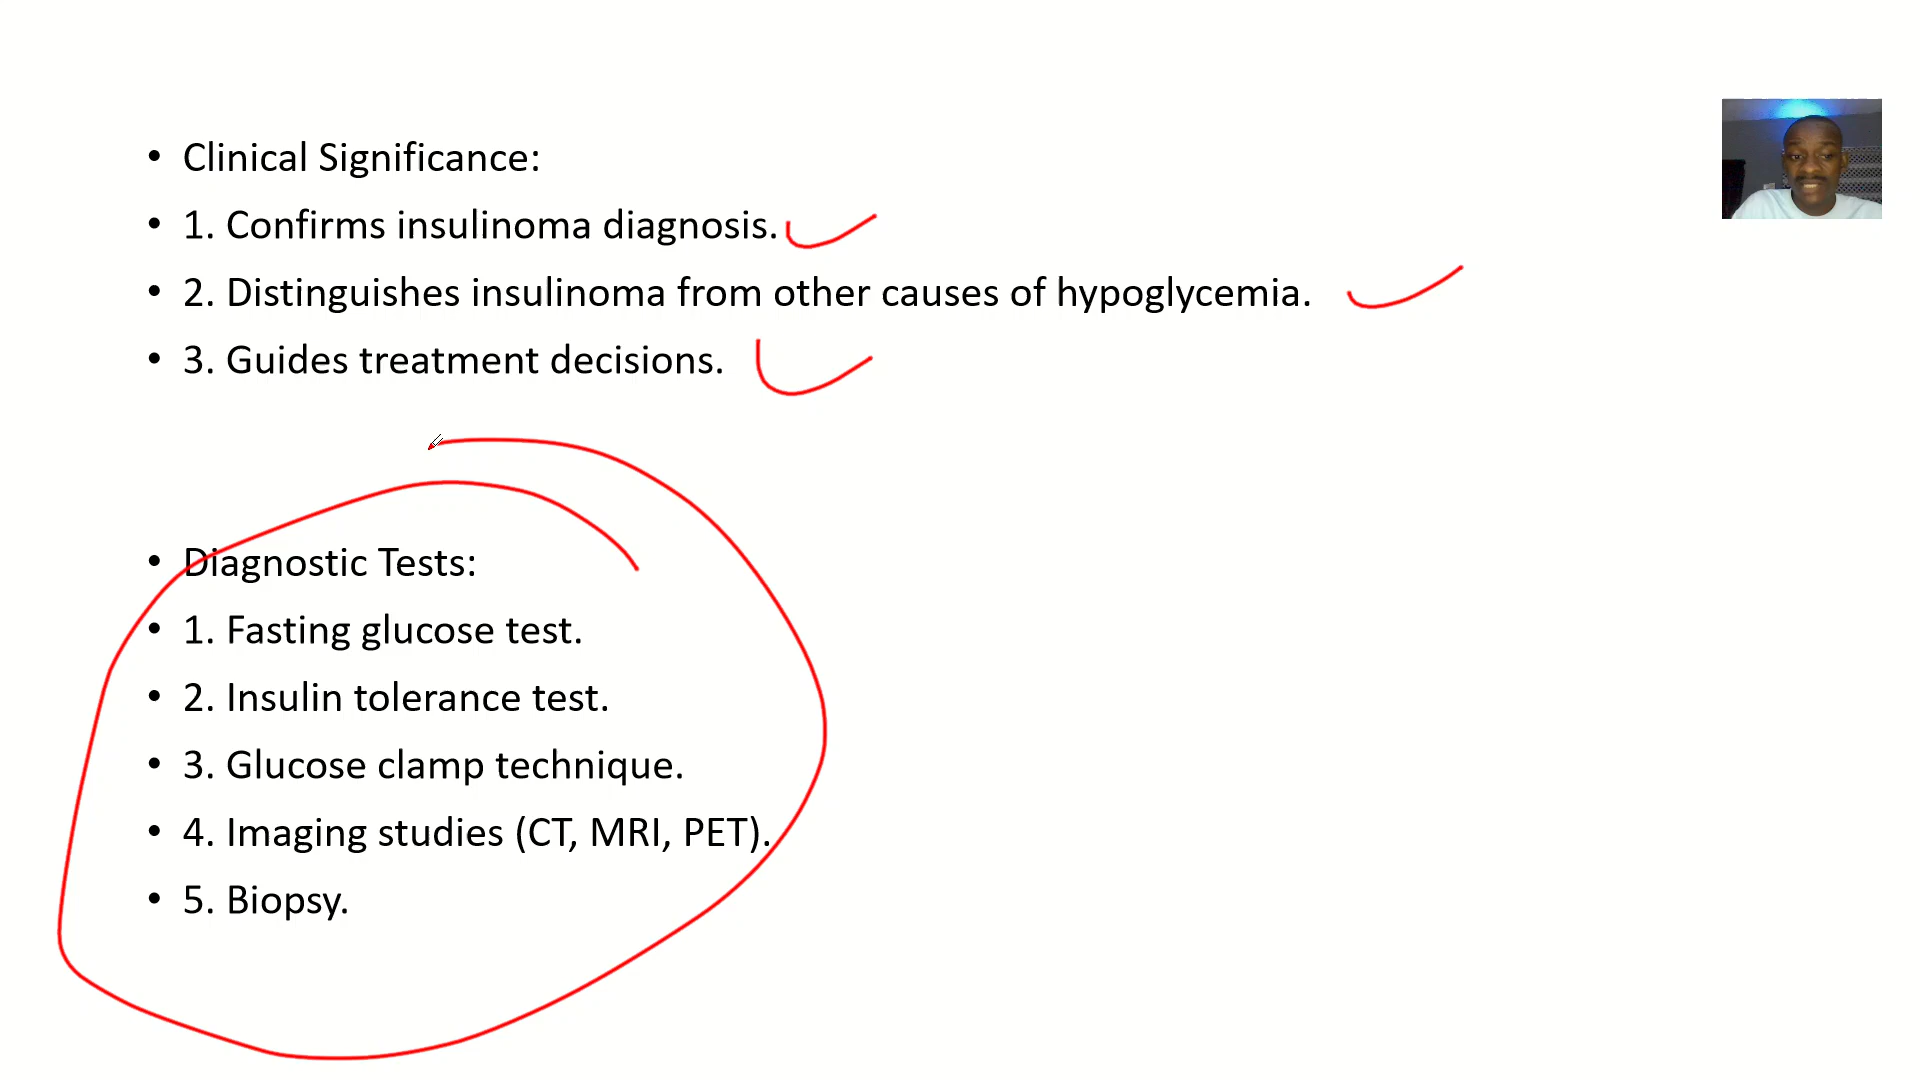 • Clinical Significance:
• 1. Confirms insulinoma diagnosis.
• 2. Distinguishes insulinoma from other causes of hypoglycemia.
• 3. Guides treatment decisions.
• Diagnostic Tests:
• 1. Fasting glucose test.
• 2. Insulin tolerance test.
• 3. Glucose clamp technique.
• 4. Imaging studies (CT, MRI, PET).
• 5. Biopsy.